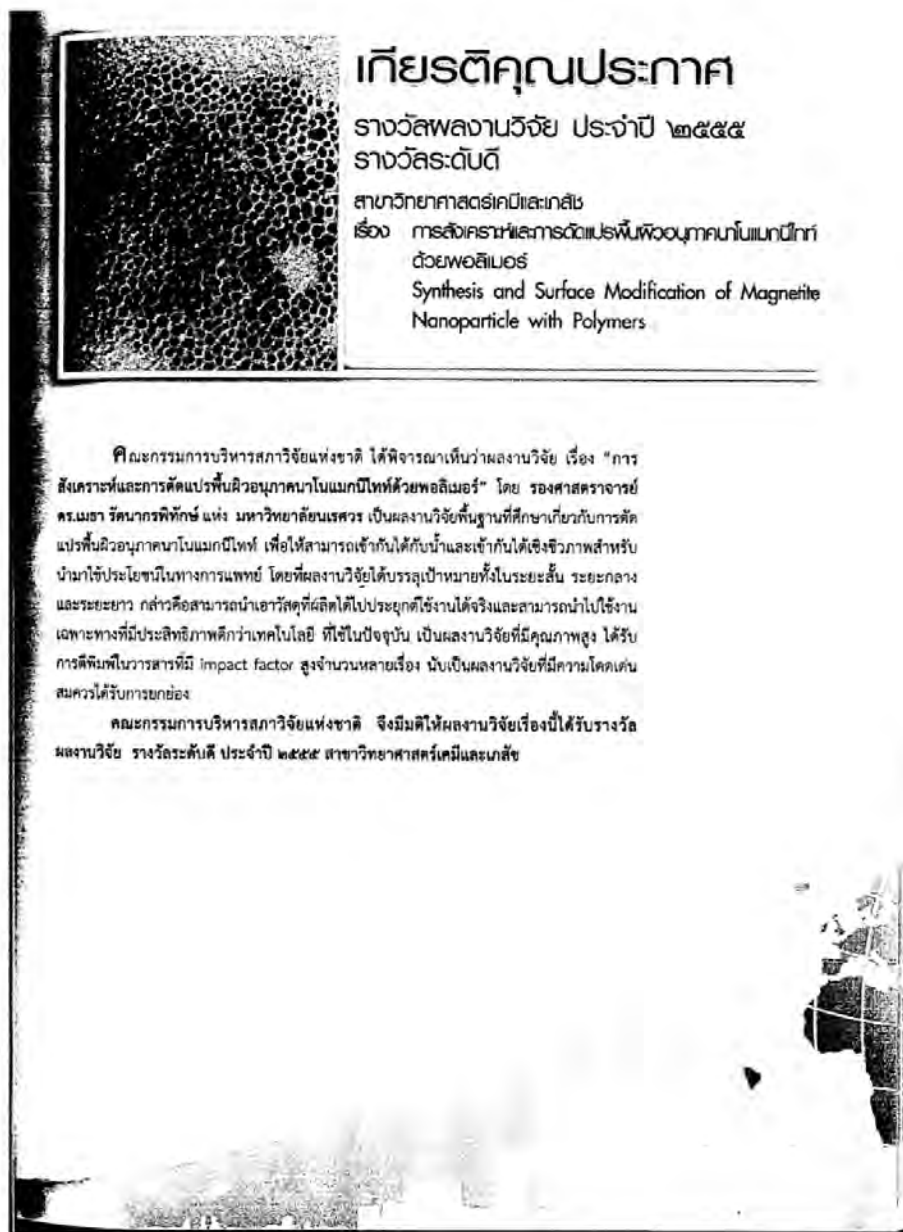 เกียรติคุณประกาศ
รางวัลผลงานวิจัย ประจำปี ๒๕๕๕
รางวัลระดับดี
สาขาวิทยาศาสตร์เคมีและเภสัช
เรื่อง การสังเคราะห์และการดัดแปรพื้นผิวอนุภาคนาโนแมกนีไทท์
ด้วยพอลิเมอร์
Synthesis and Surface Modification of Magnetite
Nanoparticle with Polymers
คณะกรรมการบริหารสภาวิจัยแห่งชาติ ได้พิจารณาเห็นว่าผลงานวิจัย เรื่อง “การ
สังเคราะห์และการดัดแปรพื้นผิวอนุภาคนาโนแมกนีไทท์ด้วยพอลิเมอร์” โดย รองศาสตราจารย์
ดร.เมธา รัตนากรพิทักษ์ แห่ง มหาวิทยาลัยนเรศวร เป็นผลงานวิจัยพื้นฐานที่ศึกษาเกี่ยวกับการดัด
แปรพื้นผิวอนุภาคนาโนแมกนีไทท์ เพื่อให้สามารถเข้ากันได้กับน้ำและเข้ากันได้เชิงชีวภาพสำหรับ
นำมาใช้ประโยชน์ในทางการแพทย์ โดยที่ผลงานวิจัยได้บรรลุเป้าหมายทั้งในระยะสั้น ระยะกลาง
และระยะยาว กล่าวคือสามารถนำเอาวัสดุที่ผลิตได้ไปประยุกต์ใช้งานได้จริงและสามารถนำไปใช้งาน
เฉพาะทางที่มีประสิทธิภาพดีกว่าเทคโนโลยี ที่ใช้ในปัจจุบัน เป็นผลงานวิจัยที่มีคุณภาพสูง ได้รับ
การตีพิมพ์ในวารสารที่มี impact factor สูงจำนวนหลายเรื่อง นับเป็นผลงานวิจัยที่มีความโดดเด่น
สมควรได้รับการยกย่อง
คณะกรรมการบริหารสภาวิจัยแห่งชาติ จึงมีมติให้ผลงานวิจัยเรื่องนี้ได้รับรางวัล
ผลงานวิจัย รางวัลระดับดี ประจำปี ๒๕๕๕ สาขาวิทยาศาสตร์เคมีและเภสัช